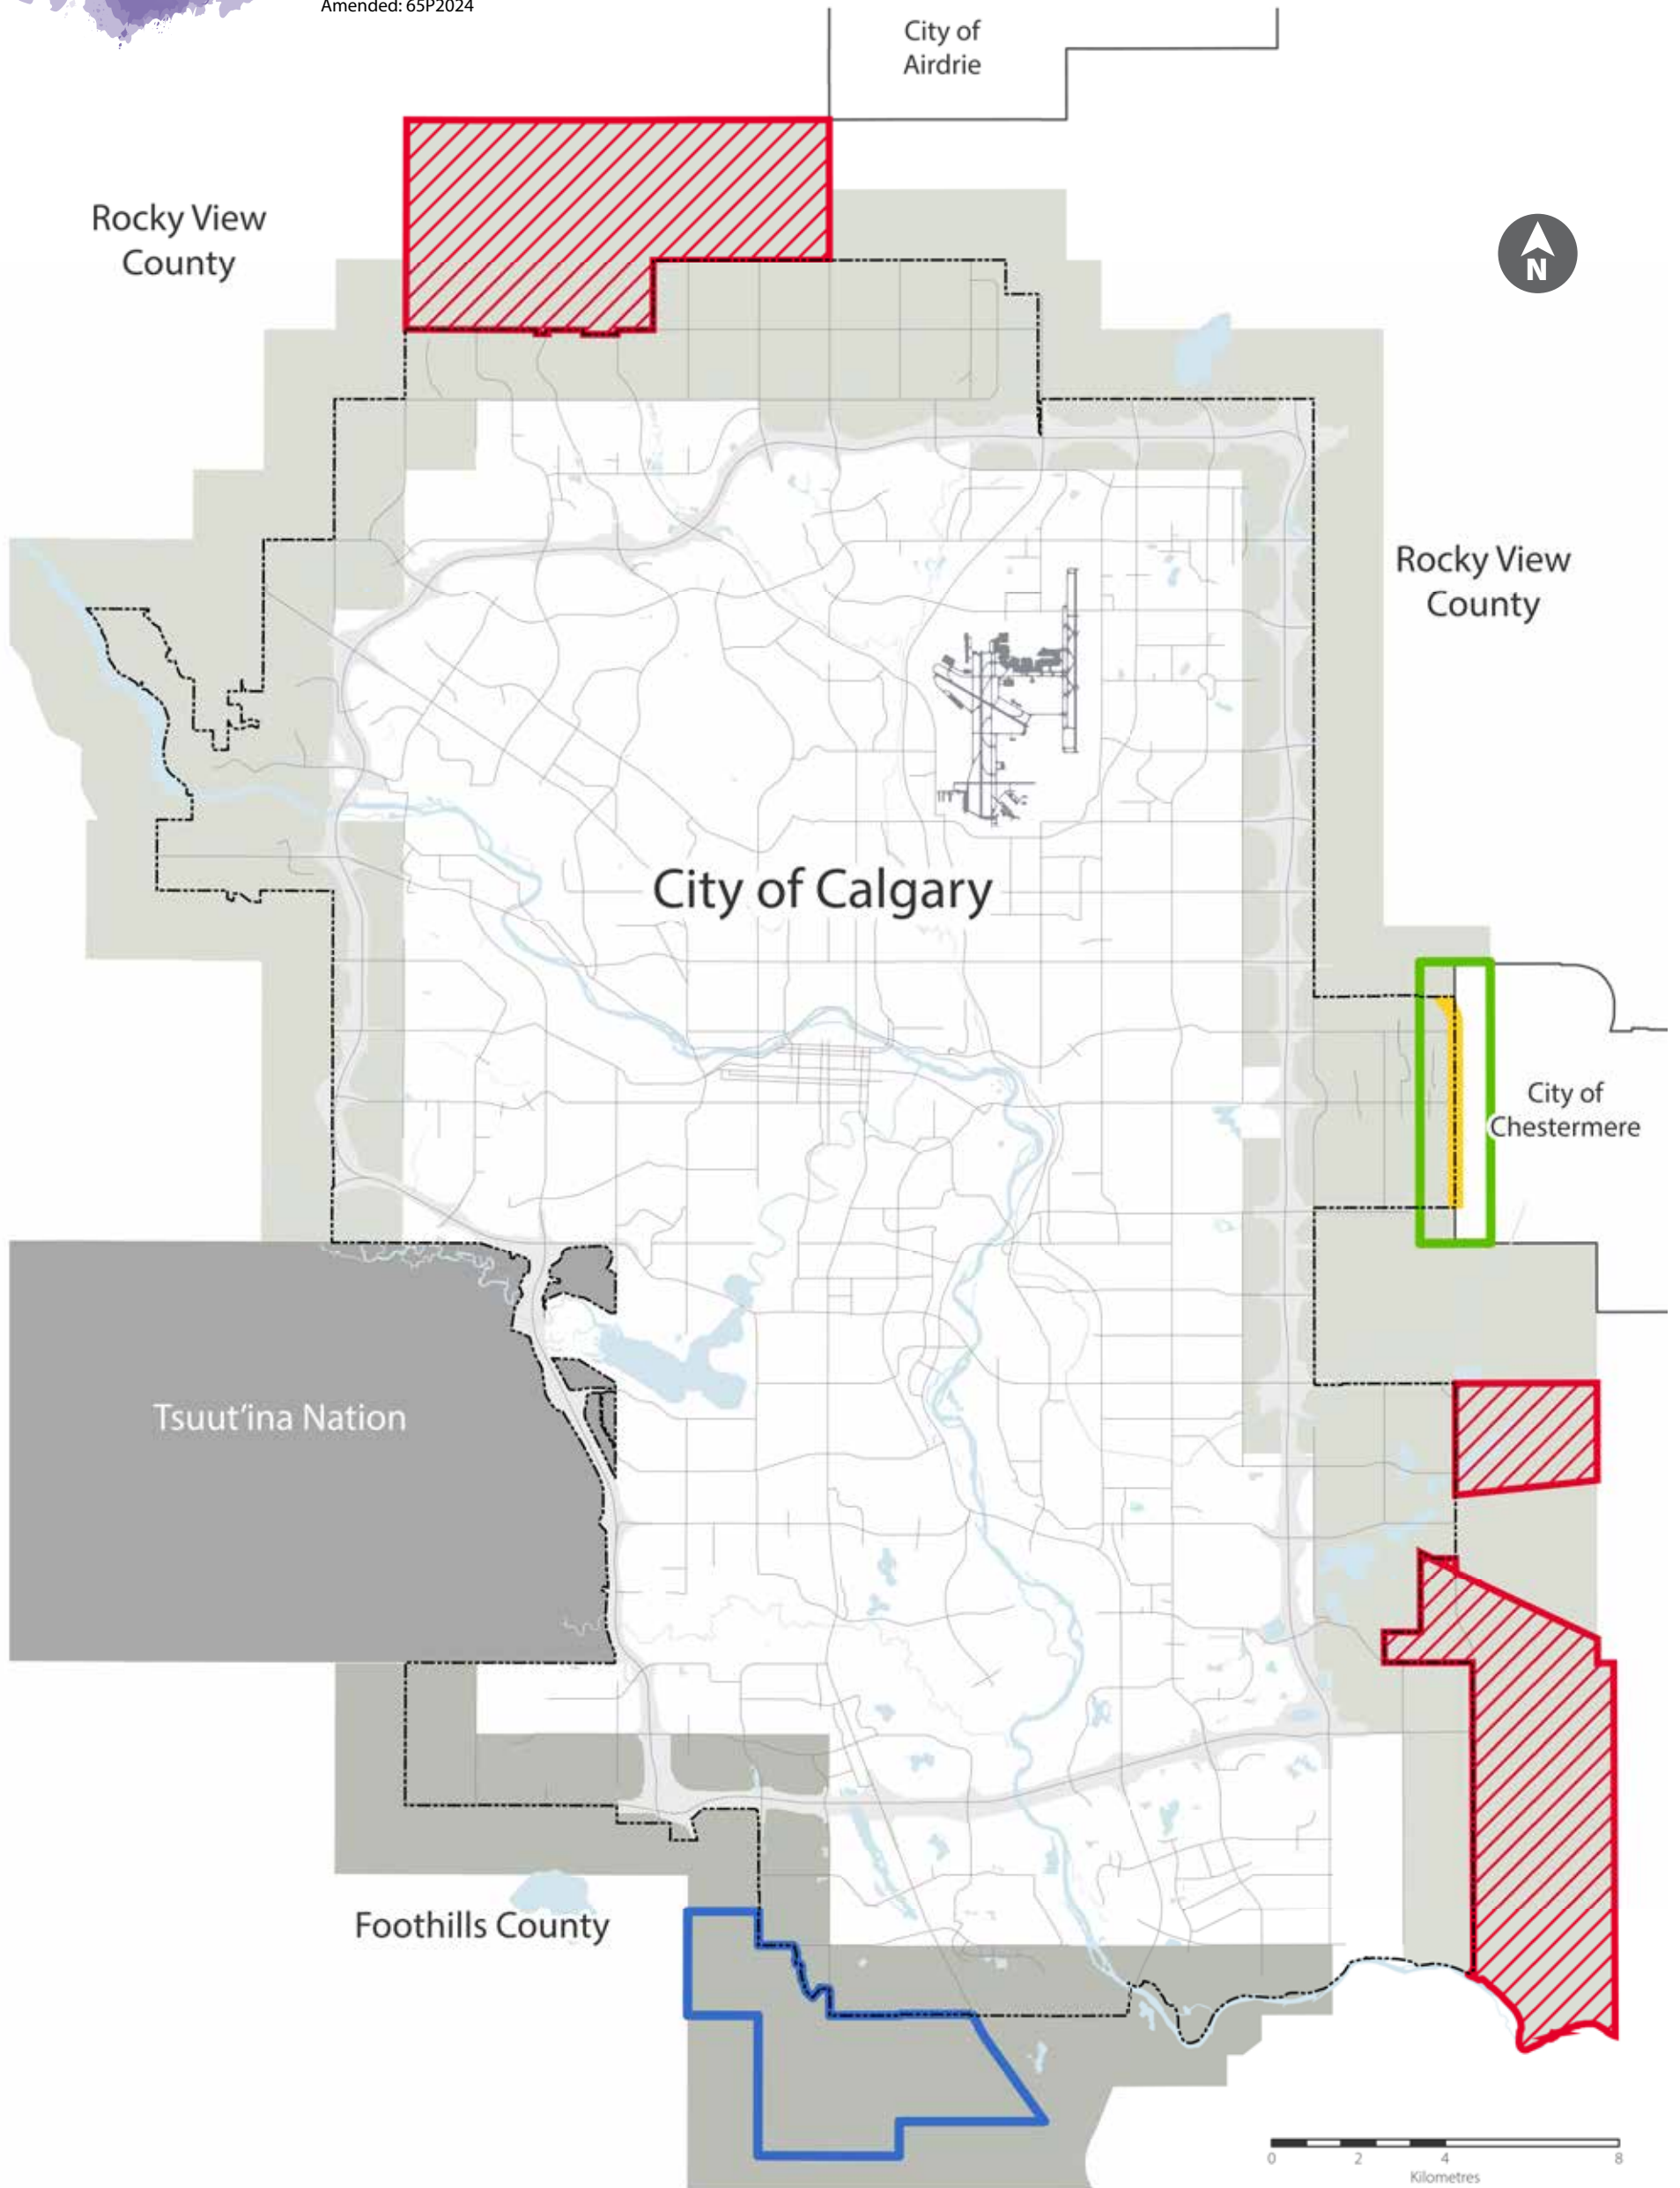 Amended: 65P2024
City of
Airdrie
Rocky View
County
N
Rocky View
County
City of Calgary
City of
Chestermere
Tsuut’ina Nation
Foothills County
0 2 4 8
Kilometres